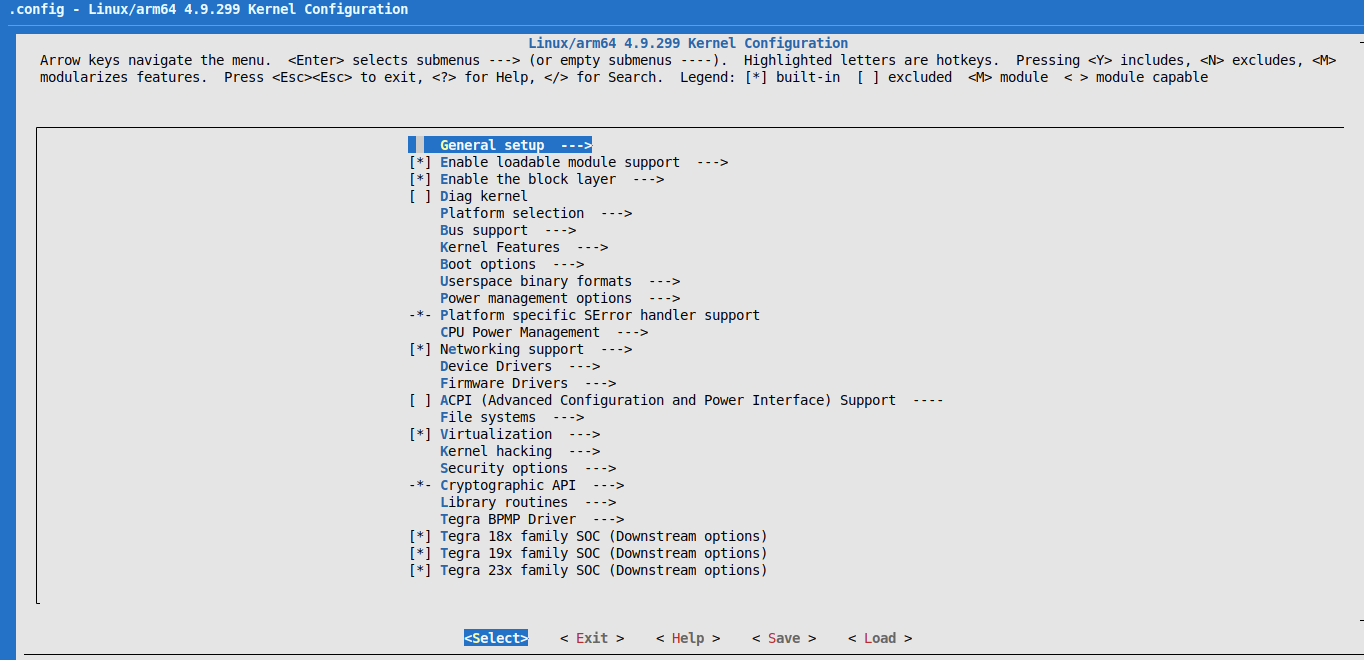 .config - Linux/arm64 4.9.299 Kernel Configuration
Linux/arm64 4.9.299 Kernel Configuration
Arrow keys navigate the menu.  <Enter> selects submenus ---> (or empty submenus ----).  Highlighted letters are hotkeys.  Pressing <Y> includes, <N> excludes, <M>
modularizes features.  Press <Esc><Esc> to exit, <?> for Help, </> for Search.  Legend: [*] built-in  [ ] excluded  <M> module  < > module capable
General setup  --->
[*] Enable loadable module support  --->
[*] Enable the block layer  --->
[ ] Diag kernel
Platform selection  --->
Bus support  --->
Kernel Features  --->
Boot options  --->
Userspace binary formats  --->
Power management options  --->
-*- Platform specific SError handler support
CPU Power Management  --->
[*] Networking support  --->
Device Drivers  --->
Firmware Drivers  --->
[ ] ACPI (Advanced Configuration and Power Interface) Support  ----
File systems  --->
[*] Virtualization  --->
Kernel hacking  --->
Security options  --->
-*- Cryptographic API  --->
Library routines  --->
Tegra BPMP Driver  --->
[*] Tegra 18x family SOC (Downstream options)
[*] Tegra 19x family SOC (Downstream options)
[*] Tegra 23x family SOC (Downstream options)
<Select>    < Exit >    < Help >    < Save >    < Load >